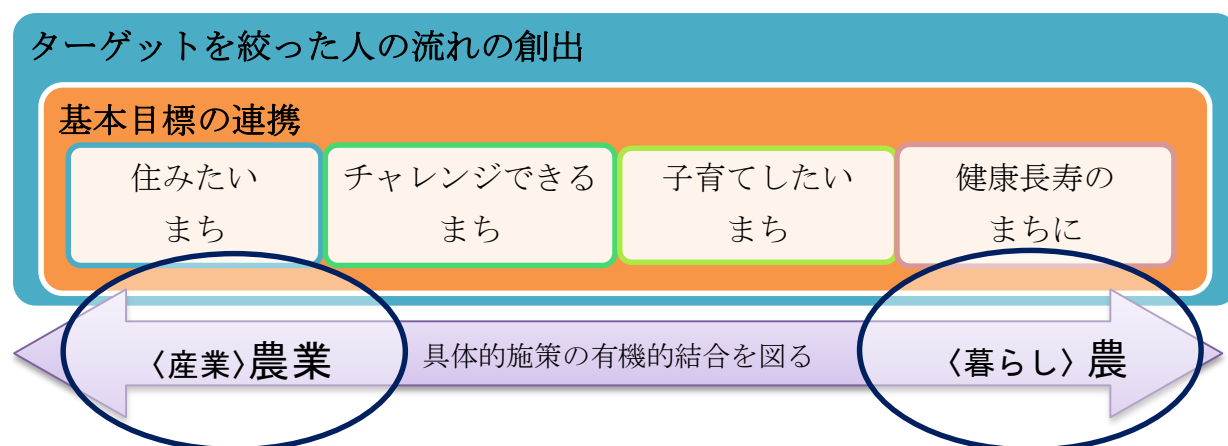 ターゲットを絞った人の流れの創出
基本目標の連携
住みたい
まち
チャレンジできる
まち
子育てしたい
まち
健康長寿の
まちに
〈産業〉農業
具体的施策の有機的結合を図る
〈暮らし〉農